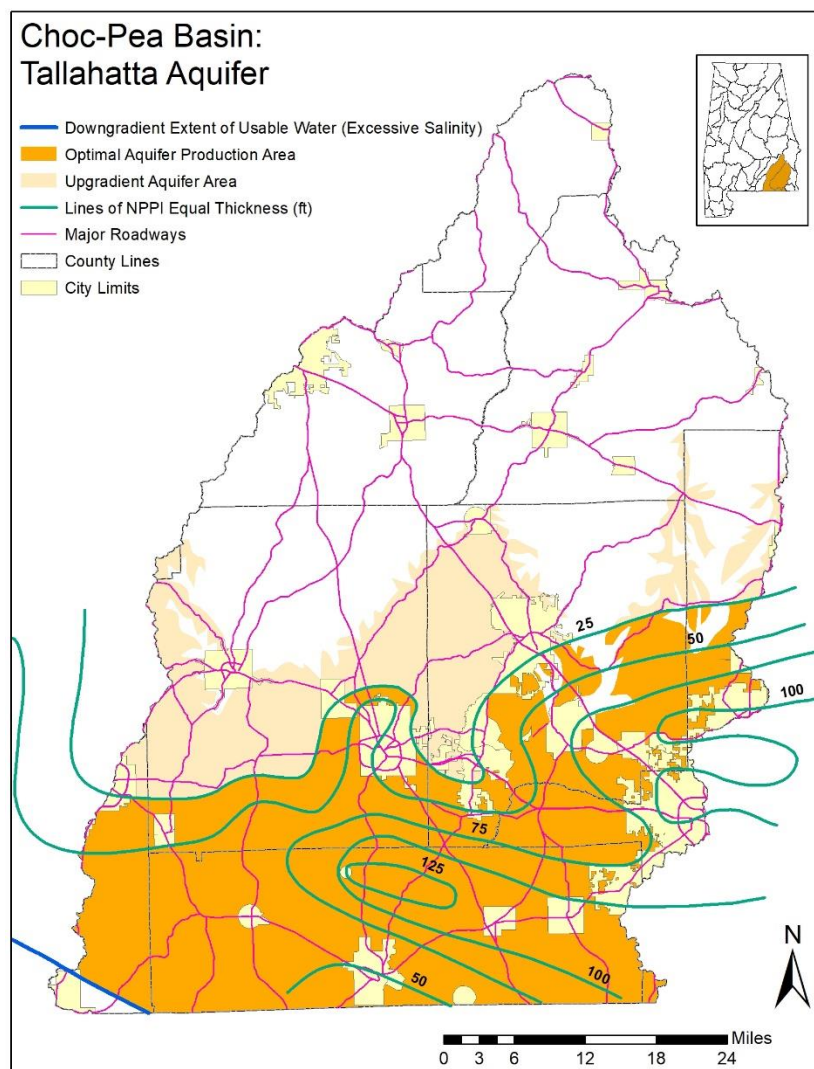 Choc-Pea Basin:
Tallahatta Aquifer
Downgradient Extent of Usable Water (Excessive Salinity)
Optimal Aquifer Production Area
Upgradient Aquifer Area
Lines of NPPI Equal Thickness (ft)
Major Roadways
County Lines
City Limits
25
50
100
75
125
50
100
N
Miles
0 3 6 12 18 24